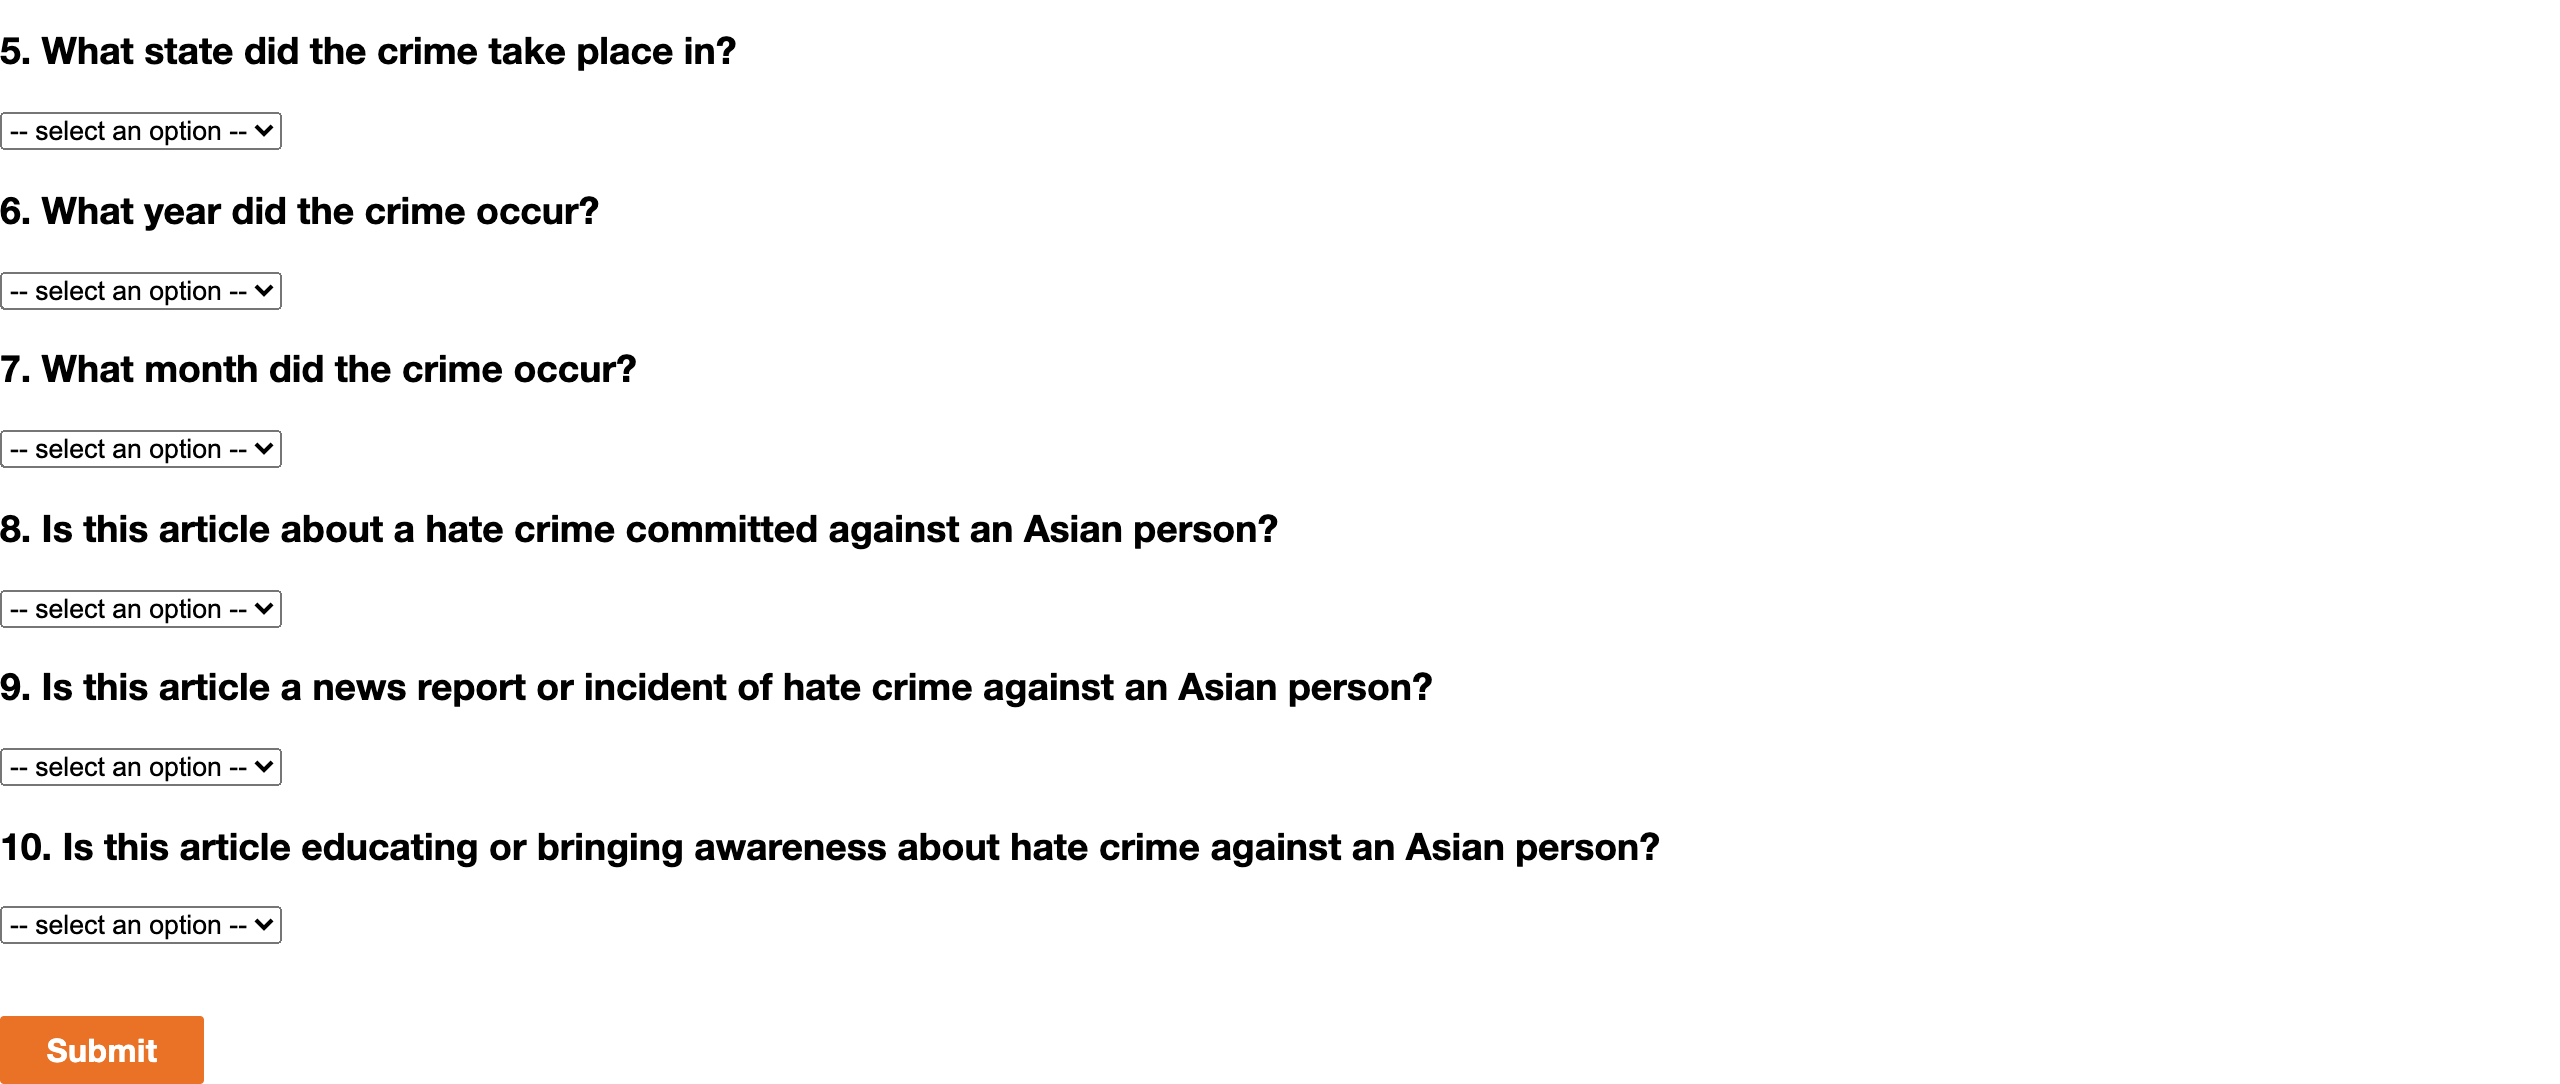 5. What state did the crime take place in?
-- select an option --
6. What year did the crime occur?
-- select an option --
7. What month did the crime occur?
-- select an option --
8. Is this article about a hate crime committed against an Asian person?
-- select an option --
9. Is this article a news report or incident of hate crime against an Asian person?
-- select an option --
10. Is this article educating or bringing awareness about hate crime against an Asian person?
-- select an option --
Submit